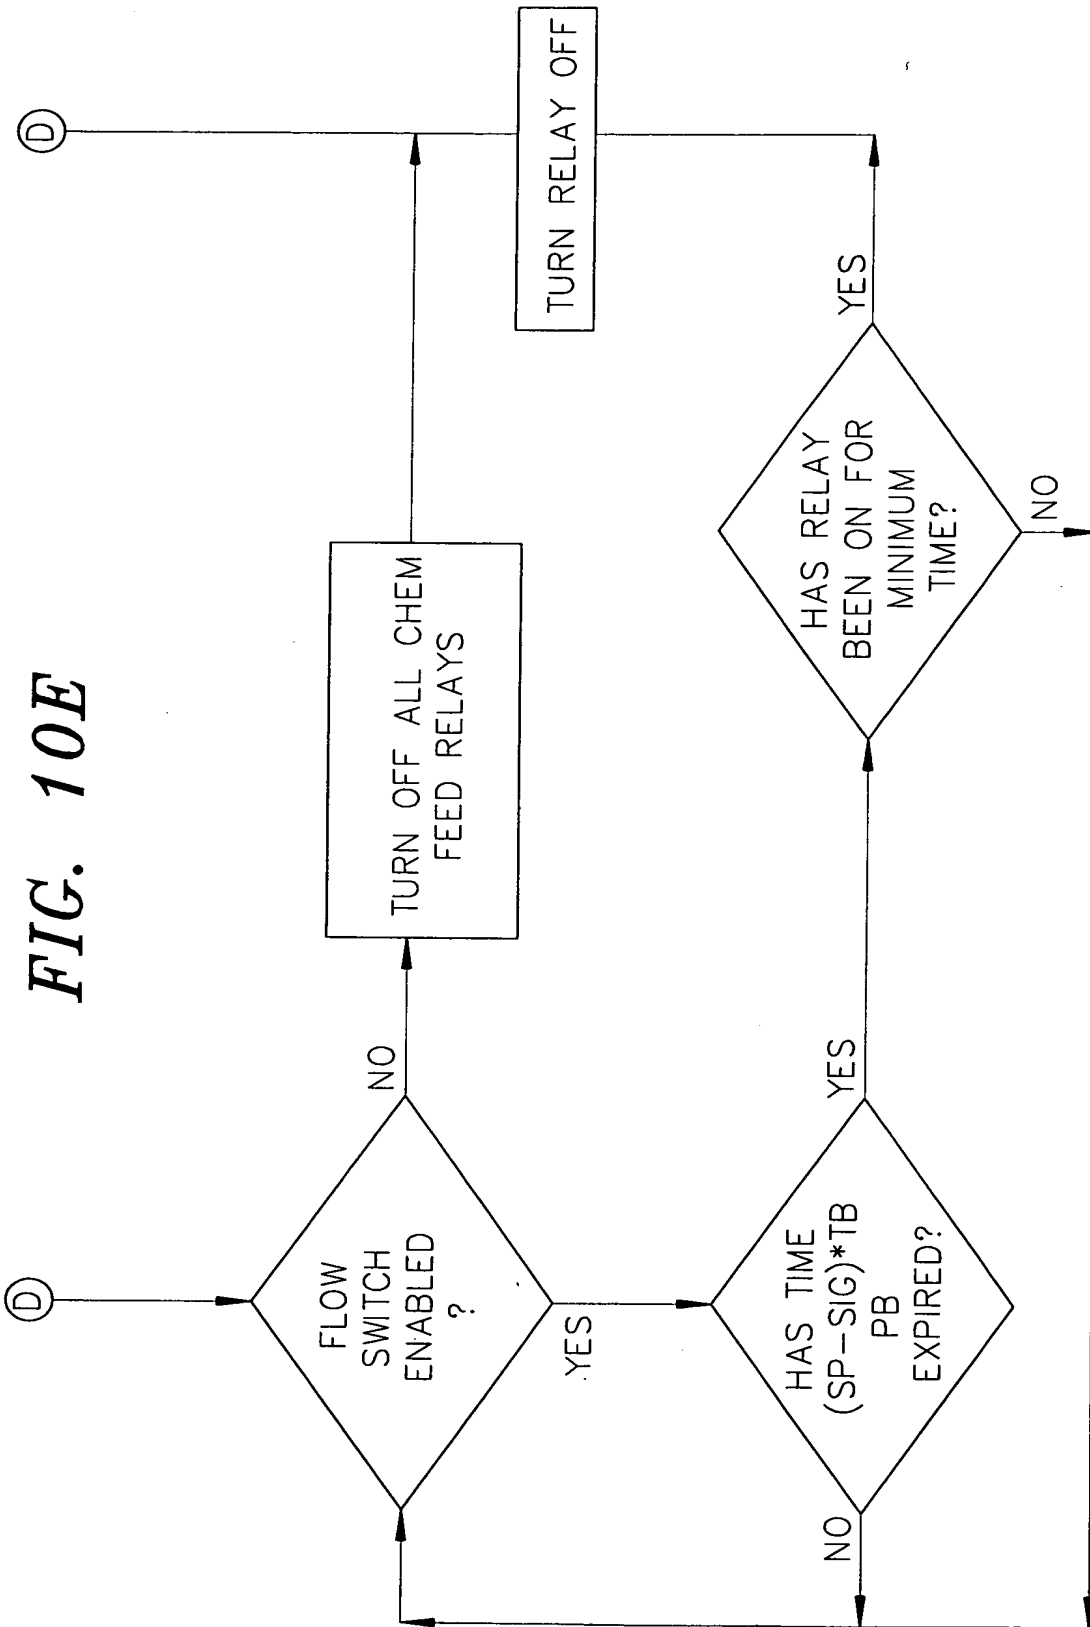 FIG. 10E
D
D
FLOW
SWITCH
ENABLED
?
NO
YES
TURN OFF ALL CHEM
FEED RELAYS
TURN RELAY OFF
HAS TIME
(SP-SIG)*TB
PB
EXPIRED?
NO
YES
HAS RELAY
BEEN ON FOR
MINIMUM
TIME?
YES
NO